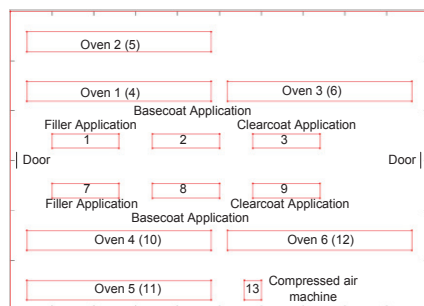 Oven 2 (5)
Oven 1 (4)
Oven 3 (6)
Basecoat Application
Filler Application
Clearcoat Application
1
2
3
Door
Door
7
8
9
Filler Application
Clearcoat Application
Basecoat Application
Oven 4 (10)
Oven 6 (12)
Oven 5 (11)
13
Compressed air
machine